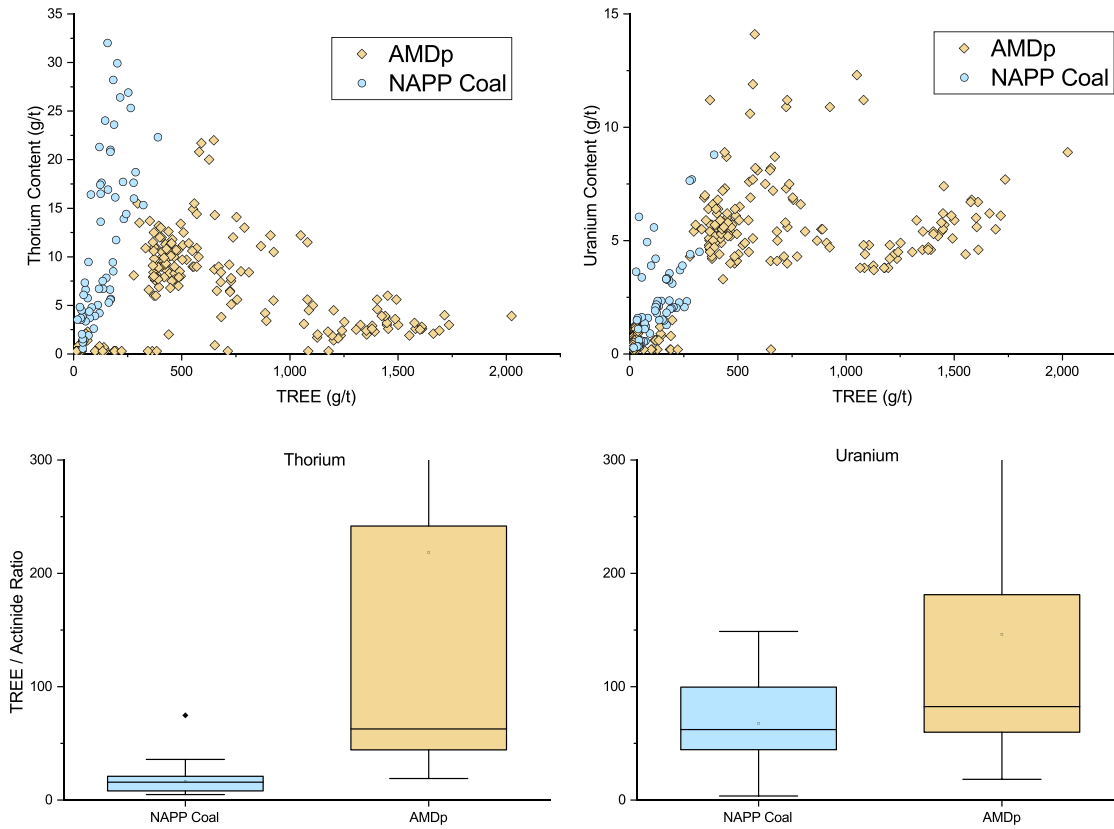 35
30
25
20
15
10
5
0
Thorium Content (g/t)
AMDp
NAPP Coal
0
500
1,000
1,500
2,000
TREE (g/t)
15
10
5
0
Uranium Content (g/t)
AMDp
NAPP Coal
0
500
1,000
1,500
2,000
TREE (g/t)
Thorium
300
200
100
0
TREE / Actinide Ratio
NAPP Coal
AMDp
Uranium
300
200
100
0
NAPP Coal
AMDp